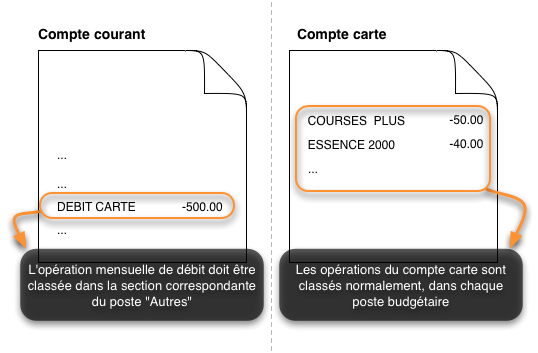 Compte courant
...
...
DEBIT CARTE -500.00
...
L'opération mensuelle de débit doit être
classée dans la section correspondante
du poste "Autres"
Compte carte
COURSES PLUS -50.00
ESSENCE 2000 -40.00
...
Les opérations du compte carte sont
classés normalement, dans chaque
poste budgétaire